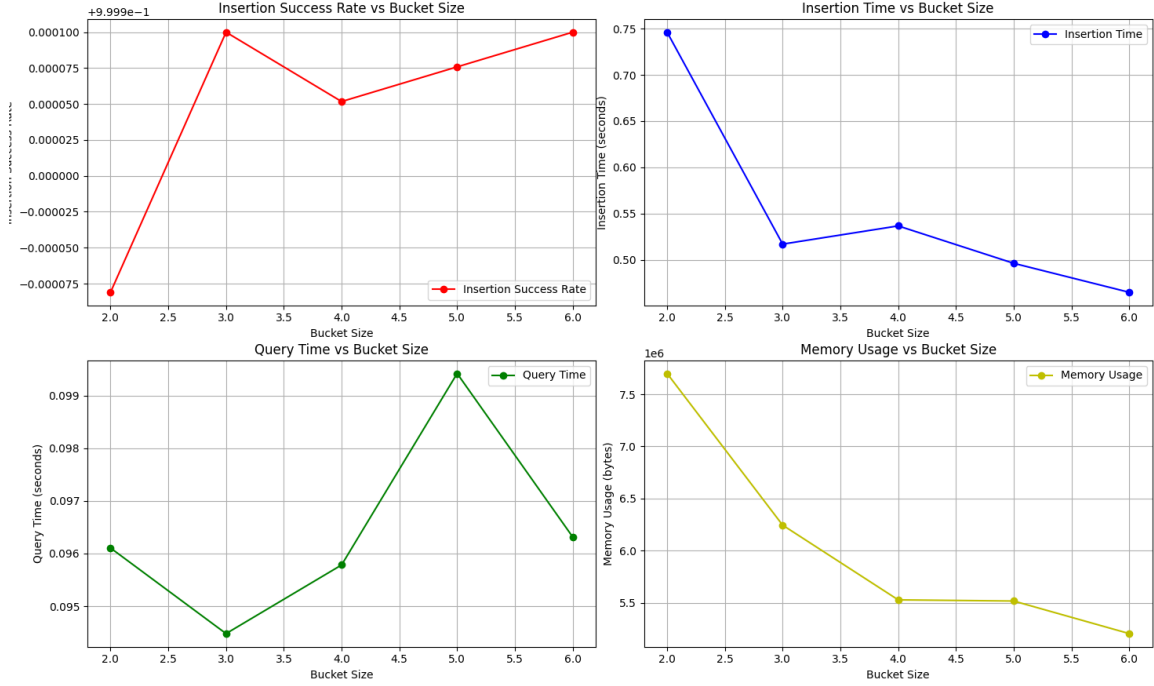 Insertion Success Rate vs Bucket Size
+9.999e−1
0.000100
0.000075
0.000050
0.000025
0.000000
−0.000025
−0.000050
−0.000075
Insertion Success Rate
2.0 2.5 3.0 3.5 4.0 4.5 5.0 5.5 6.0
Bucket Size
Insertion Time vs Bucket Size
Insertion Time (seconds)
0.75
0.70
0.65
0.60
0.55
0.50
Insertion Time
2.0 2.5 3.0 3.5 4.0 4.5 5.0 5.5 6.0
Bucket Size
Query Time vs Bucket Size
Query Time (seconds)
0.099
0.098
0.097
0.096
0.095
Query Time
2.0 2.5 3.0 3.5 4.0 4.5 5.0 5.5 6.0
Bucket Size
Memory Usage vs Bucket Size
1e6
Memory Usage (bytes)
7.5
7.0
6.5
6.0
5.5
Memory Usage
2.0 2.5 3.0 3.5 4.0 4.5 5.0 5.5 6.0
Bucket Size